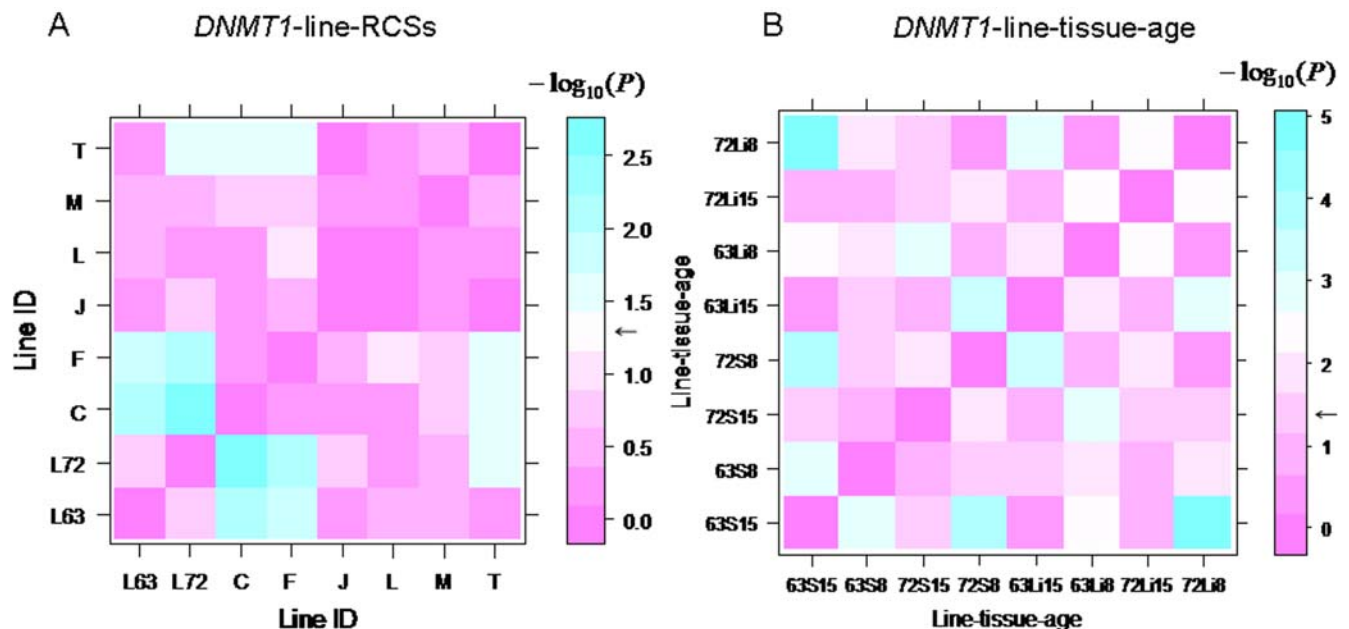 A
DNMT1-line-RCSs
−log10(P)
T
M
L
J
F
C
L72
L63
Line ID
L63 L72 C F J L M T
Line ID
2.5
2.0
1.5
←
1.0
0.5
0.0
B
DNMT1-line-tissue-age
−log10(P)
72Li8
72Li15
63Li8
63Li15
72S8
72S15
63S8
63S15
Line-tissue-age
63S15 63S8 72S15 72S8 63Li15 63Li8 72Li15 72Li8
Line-tissue-age
5
4
3
2
←
1
0